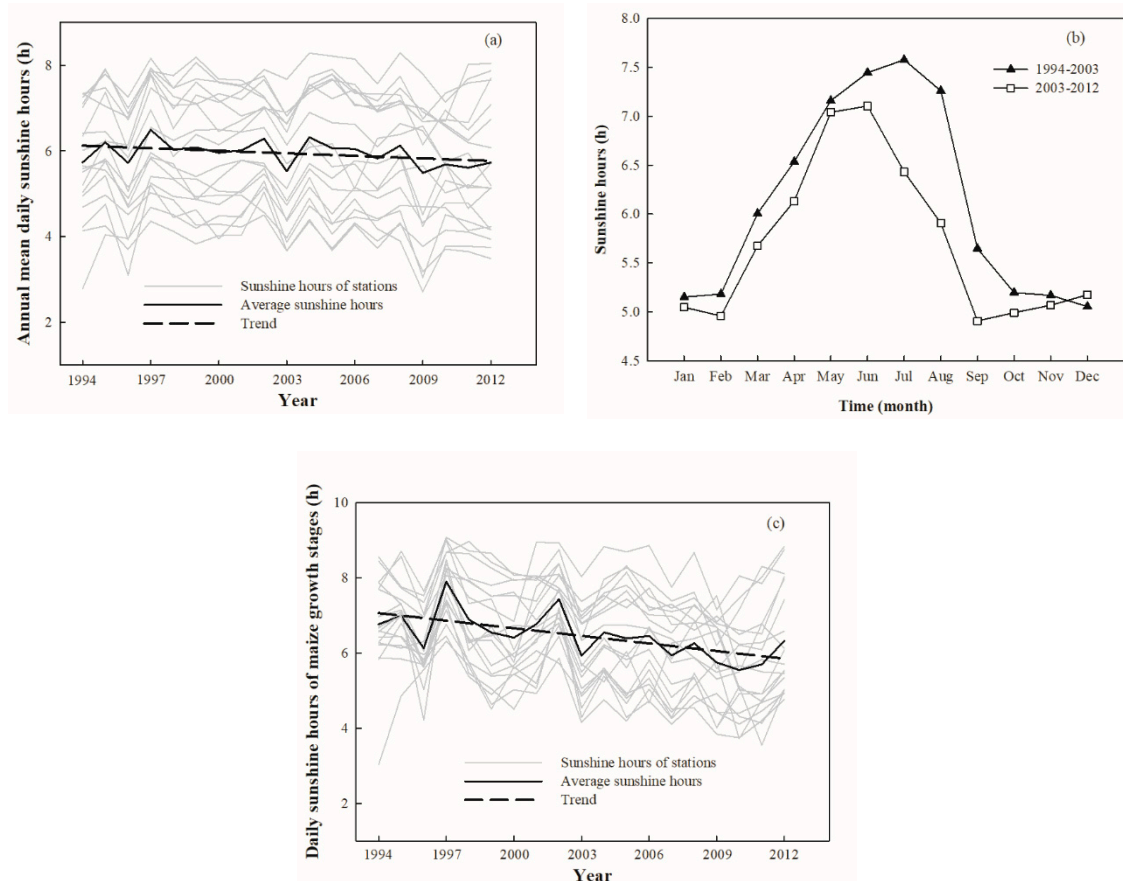 (a)
Annual mean daily sunshine hours (h)
8
6
4
2
Sunshine hours of stations
Average sunshine hours
Trend
1994 1997 2000 2003 2006 2009 2012
Year
(b)
Sunshine hours (h)
8.0
7.5
7.0
6.5
6.0
5.5
5.0
4.5
1994-2003
2003-2012
Jan Feb Mar Apr May Jun Jul Aug Sep Oct Nov Dec
Time (month)
(c)
Daily sunshine hours of maize growth stages (h)
10
8
6
4
2
Sunshine hours of stations
Average sunshine hours
Trend
1994 1997 2000 2003 2006 2009 2012
Year